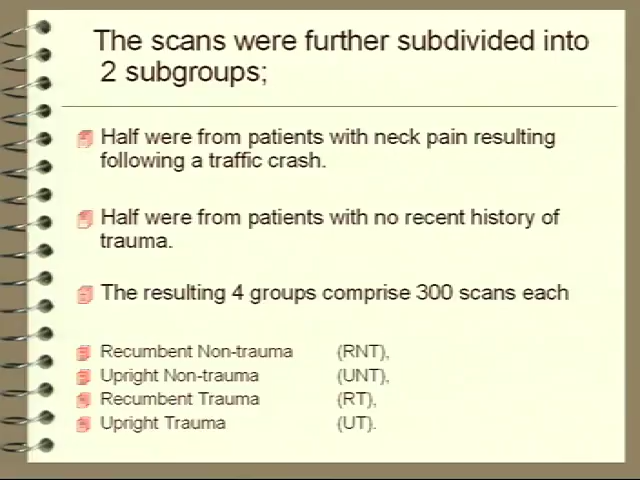 The scans were further subdivided into
2 subgroups;
Half were from patients with neck pain resulting
following a traffic crash.
Half were from patients with no recent history of
trauma.
The resulting 4 groups comprise 300 scans each
Recumbent Non-trauma (RNT),
Upright Non-trauma (UNT),
Recumbent Trauma (RT),
Upright Trauma (UT).